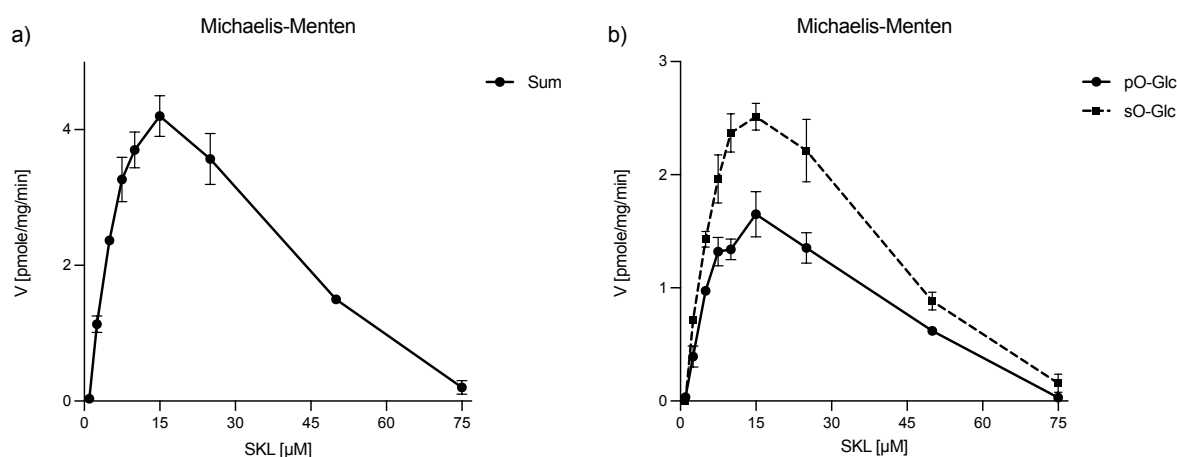 a)
Michaelis-Menten
Sum
V [pmole/mg/min]
4
2
0
0 15 30 45 60 75
SKL [µM]
b)
Michaelis-Menten
pO-Glc
sO-Glc
V [pmole/mg/min]
3
2
1
0
0 15 30 45 60 75
SKL [µM]